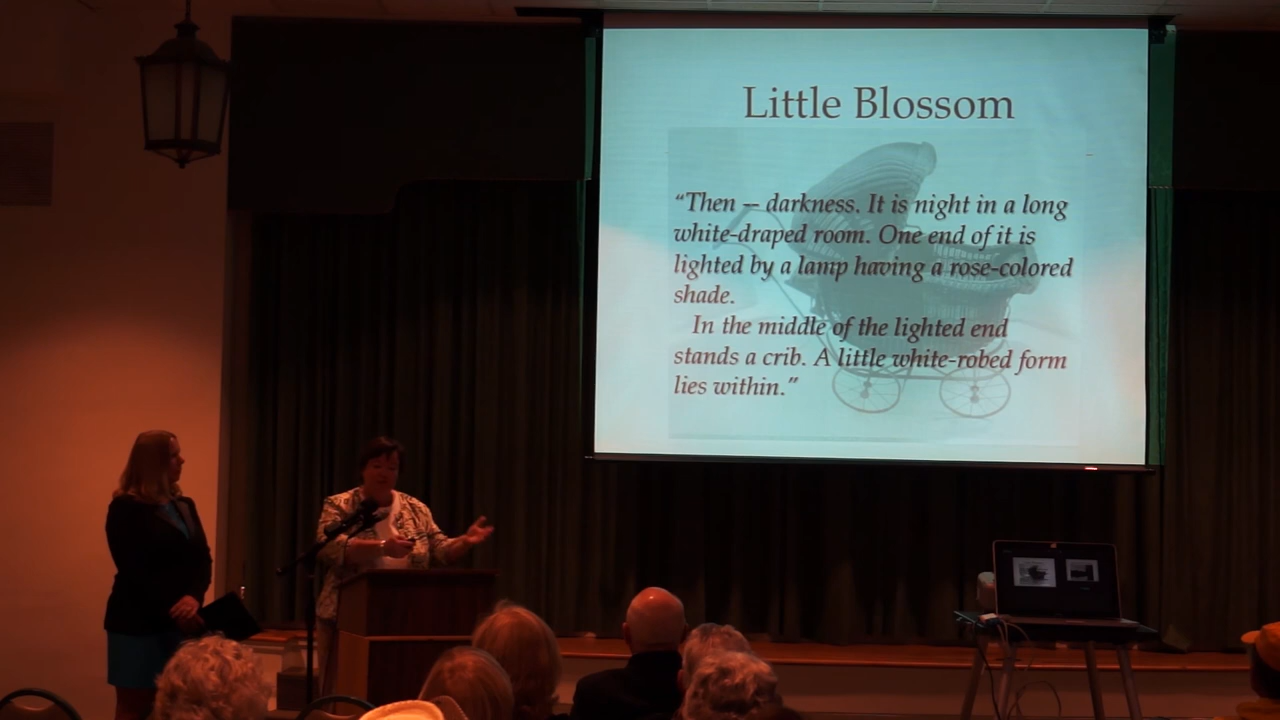 Little Blossom
“Then -- darkness. It is night in a long
white-draped room. One end of it is
lighted by a lamp having a rose-colored
shade.
In the middle of the lighted end
stands a crib. A little white-robed form
lies within.”